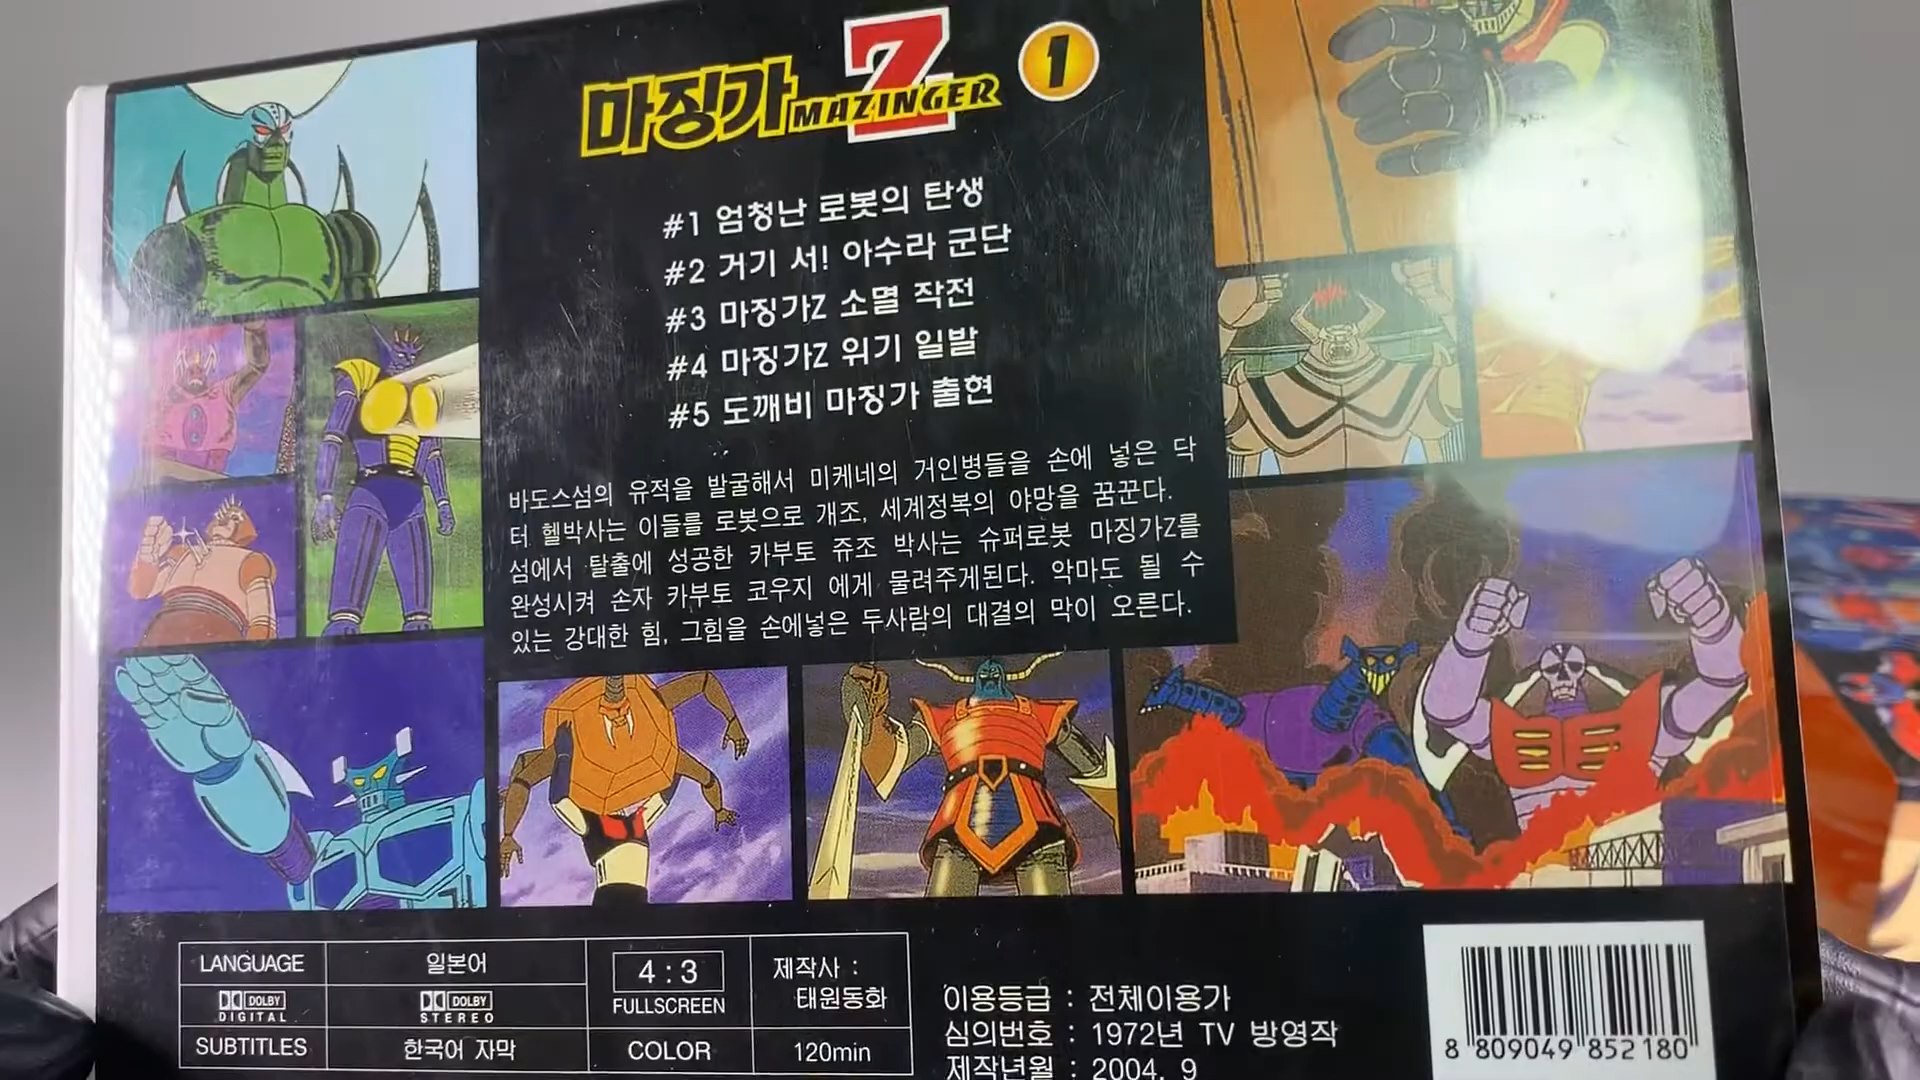 마징가 Z MAZINGER 1
#1 엄청난 로봇의 탄생
#2 거기 서! 아수라 군단
#3 마징가Z 소멸 작전
#4 마징가Z 위기 일발
#5 도깨비 마징가 출현
바도스섬의 유적을 발굴해서 미케네의 거인병들을 손에 넣은 닥
터 헬박사는 이들를 로봇으로 개조, 세계정복의 야망을 꿈꾼다.
섬에서 탈출에 성공한 카부토 쥬조 박사는 슈퍼로봇 마징가Z를
완성시켜 손자 카부토 코우지 에게 물려주게된다. 악마도 될 수
있는 강대한 힘, 그힘을 손에넣은 두사람의 대결의 막이 오른다.
LANGUAGE 일본어
DOLBY DIGITAL DOLBY STEREO
SUBTITLES 한국어 자막
4:3
FULLSCREEN
COLOR
제작사 :
태원동화
120min
이용등급 : 전체이용가
심의번호 : 1972년 TV 방영작
제작년월 : 2004. 9
8 809049 852180